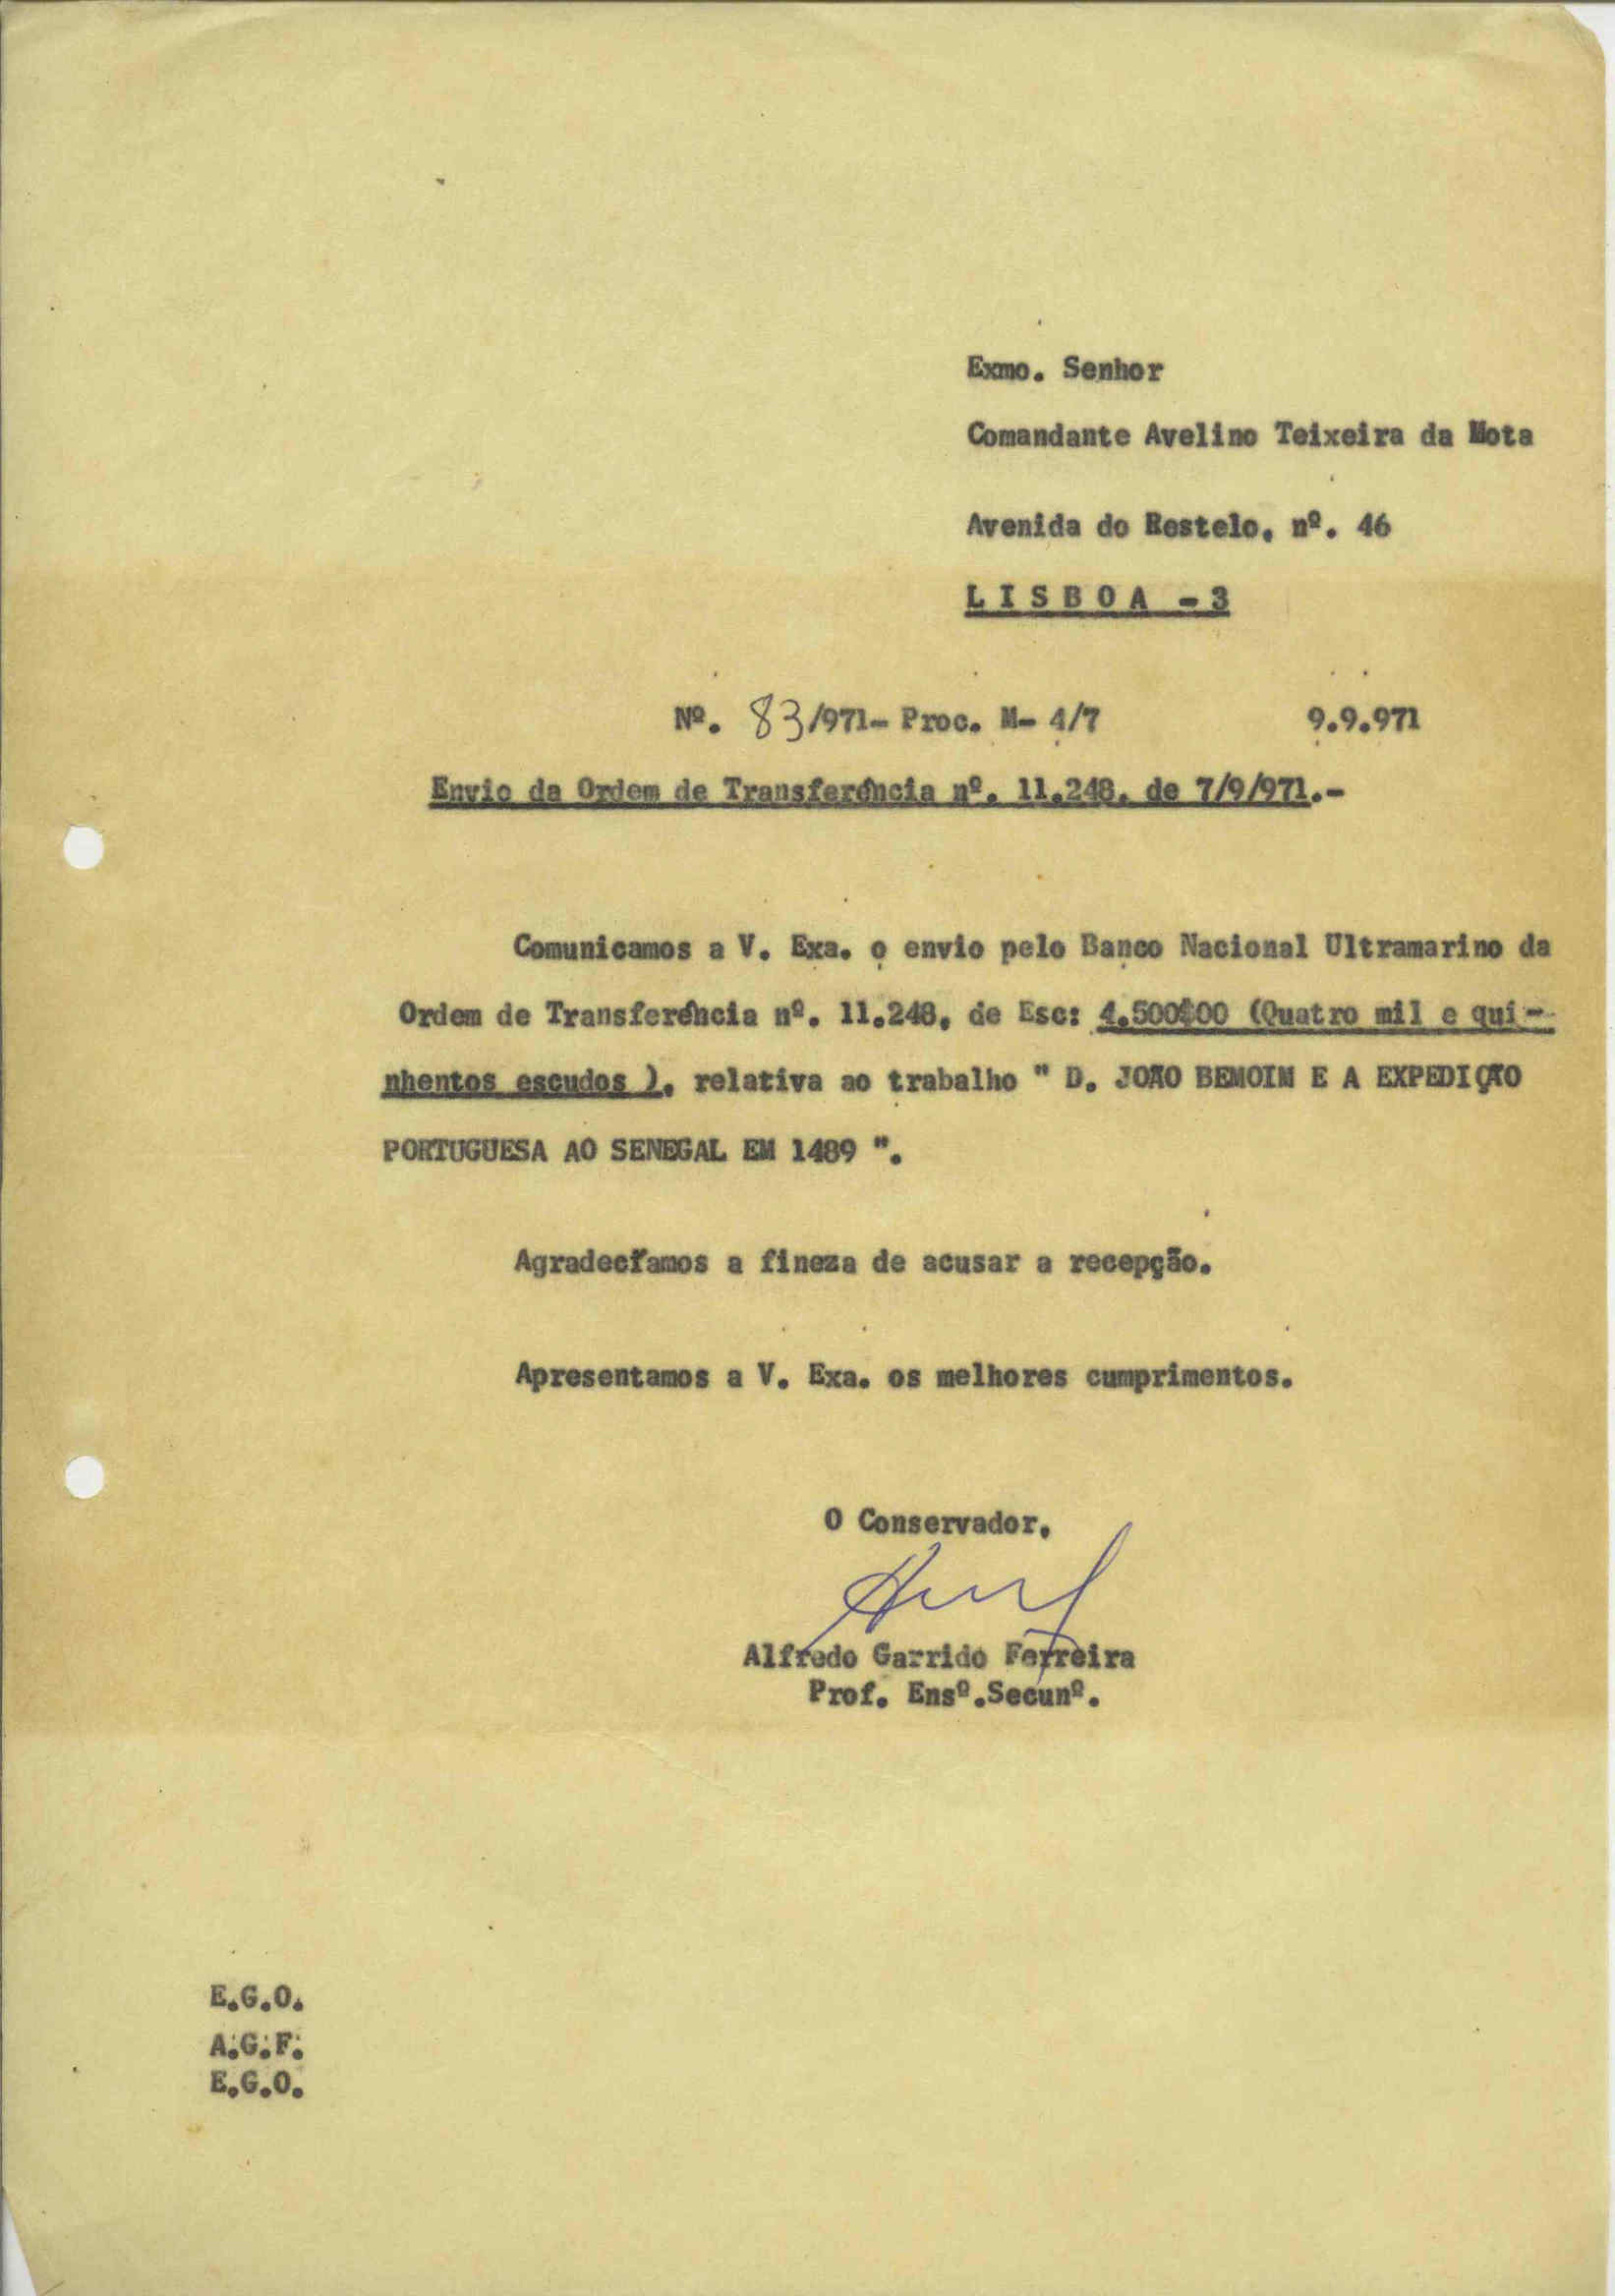 Exmo. Senhor
Comandante Avelino Teixeira da Mota
Avenida do Restelo, nº. 46
L I S B O A - 3
Nº. 83/971- Proc. M- 4/7 9.9.971
Envio da Ordem de Transferência nº. 11.248, de 7/9/971.-
Comunicamos a V. Exa. o envio pelo Banco Nacional Ultramarino da
Ordem de Transferência nº. 11.248, de Esc: 4.500$00 (Quatro mil e qui-
nhentos escudos ), relativa ao trabalho " D. JOÃO BEMOIM E A EXPEDIÇÃO
PORTUGUESA AO SENEGAL EM 1489 ".
Agradecíamos a fineza de acusar a recepção.
Apresentamos a V. Exa. os melhores cumprimentos.
O Conservador,
Alfredo Garrido Ferreira
Prof. Ensº.Secunº.
E.G.O.
A.G.F.
E.G.O.